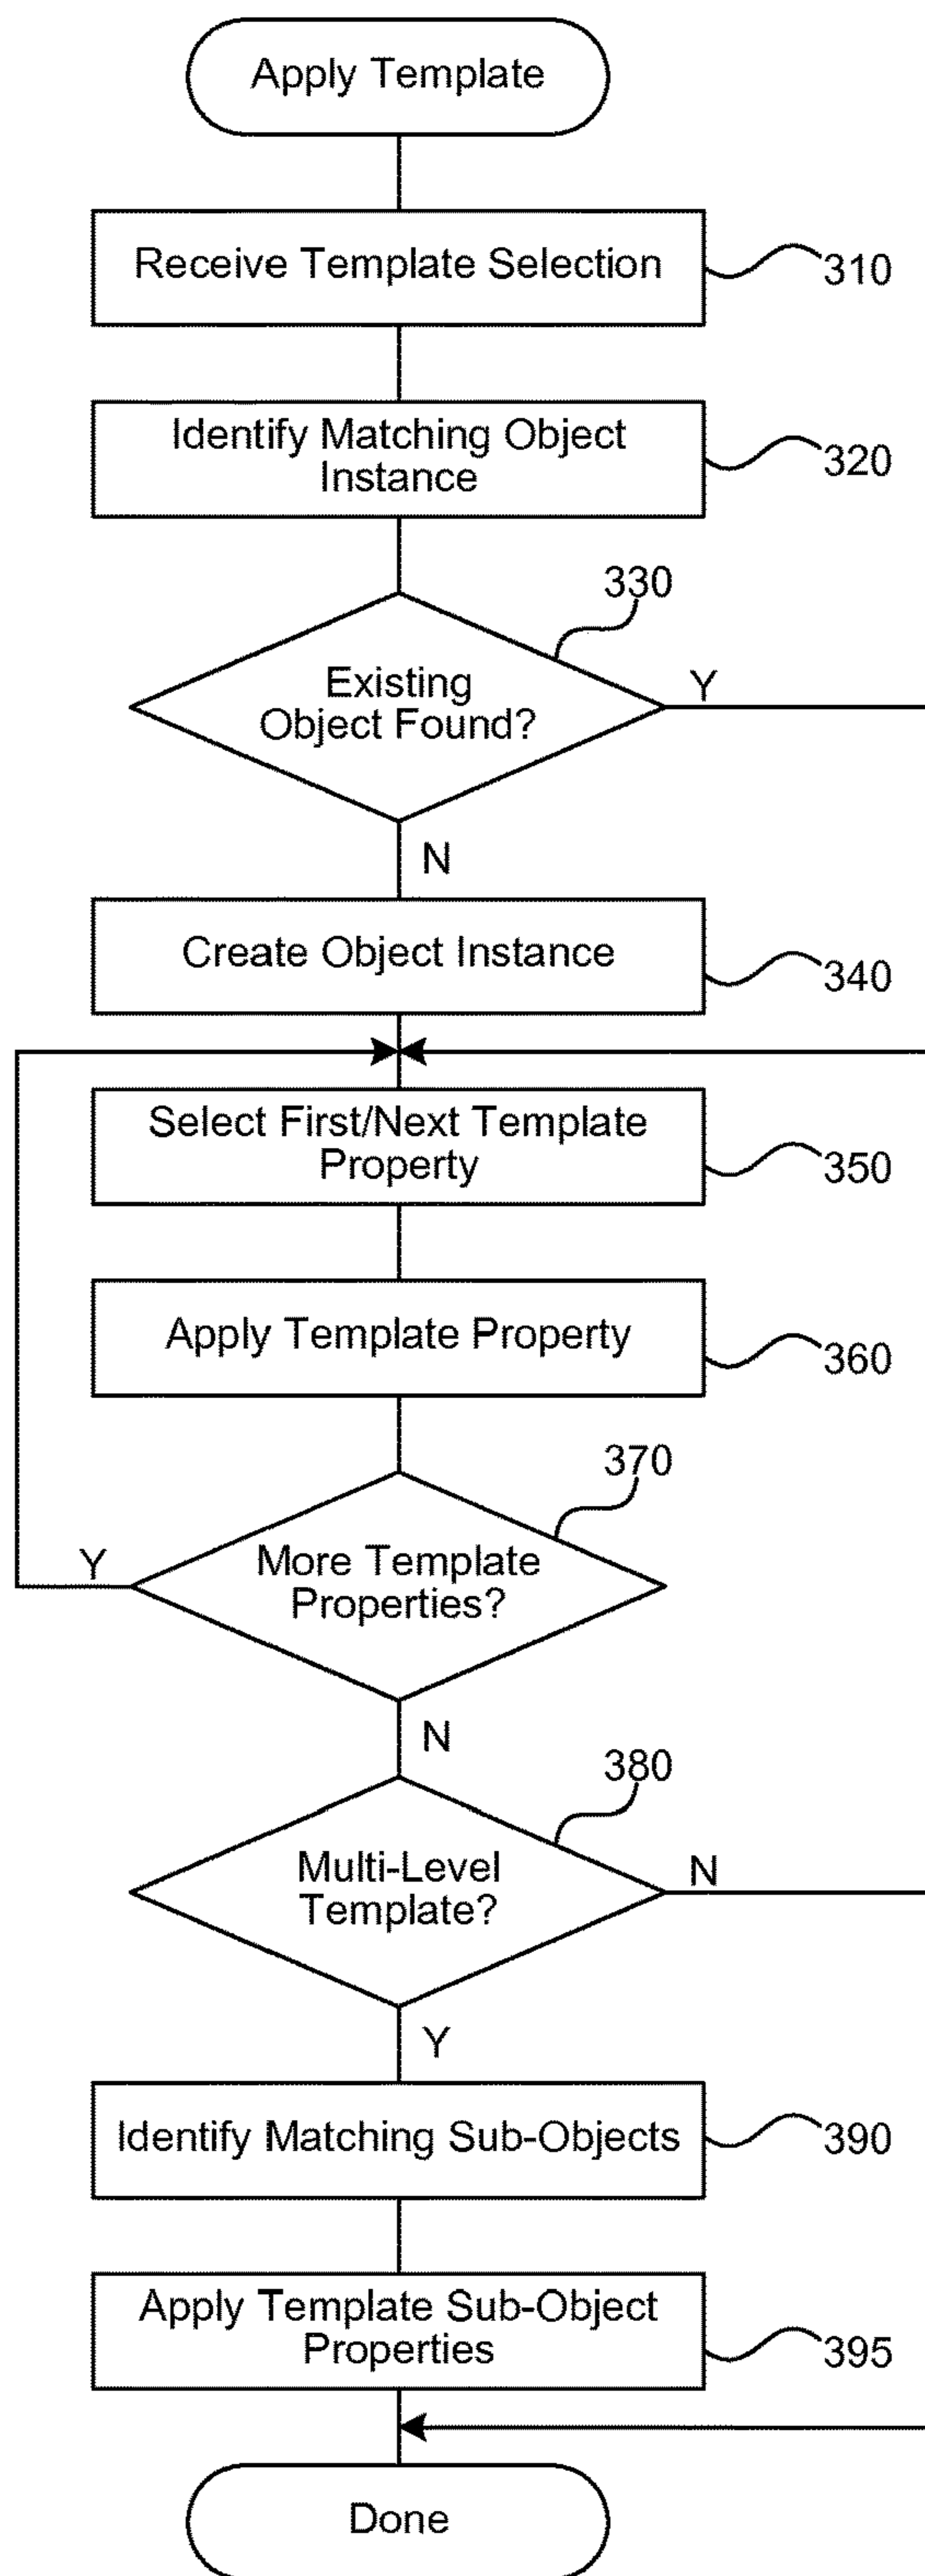 Apply Template
Receive Template Selection
310
Identify Matching Object
Instance
320
330
Existing
Object Found?
Y
N
Create Object Instance
340
Select First/Next Template
Property
350
Apply Template Property
360
370
More Template
Properties?
Y
N
380
Multi-Level
Template?
N
Y
Identify Matching Sub-Objects
390
Apply Template Sub-Object
Properties
395
Done